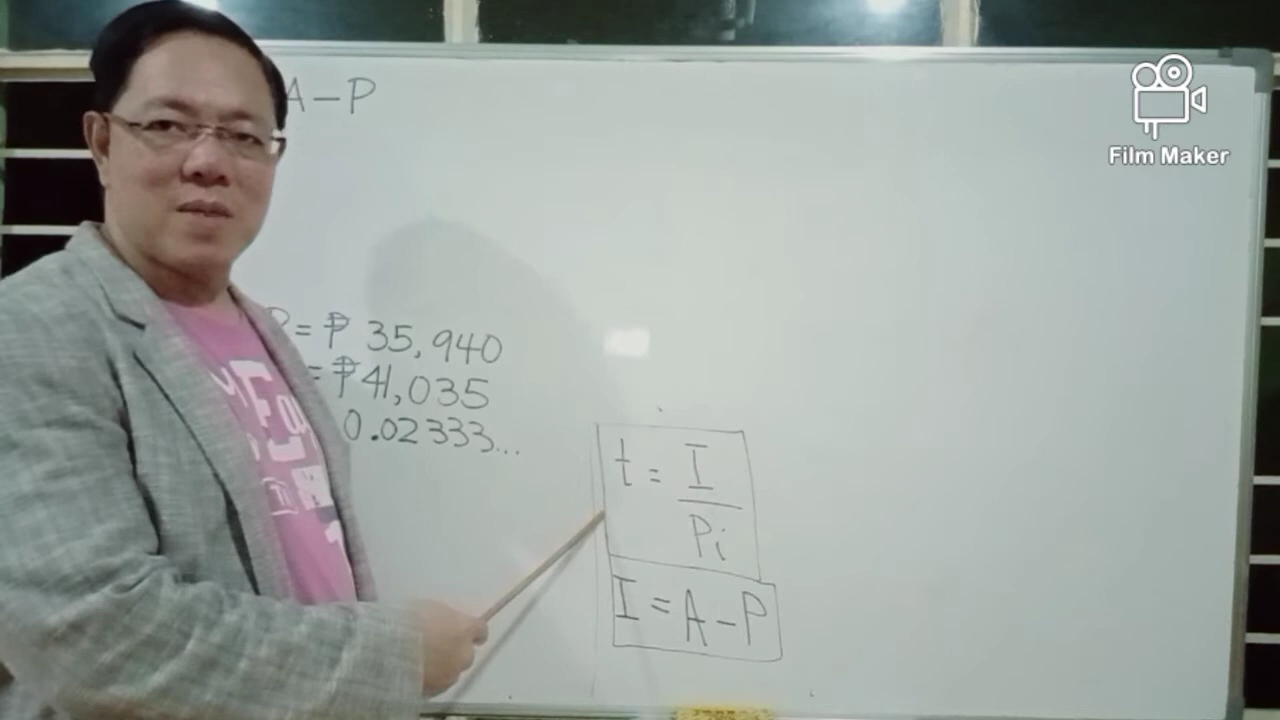 A-P
Film Maker
P = ₱ 35,940
= ₱41,035
0.02333...
t = I
Pi
I = A-P